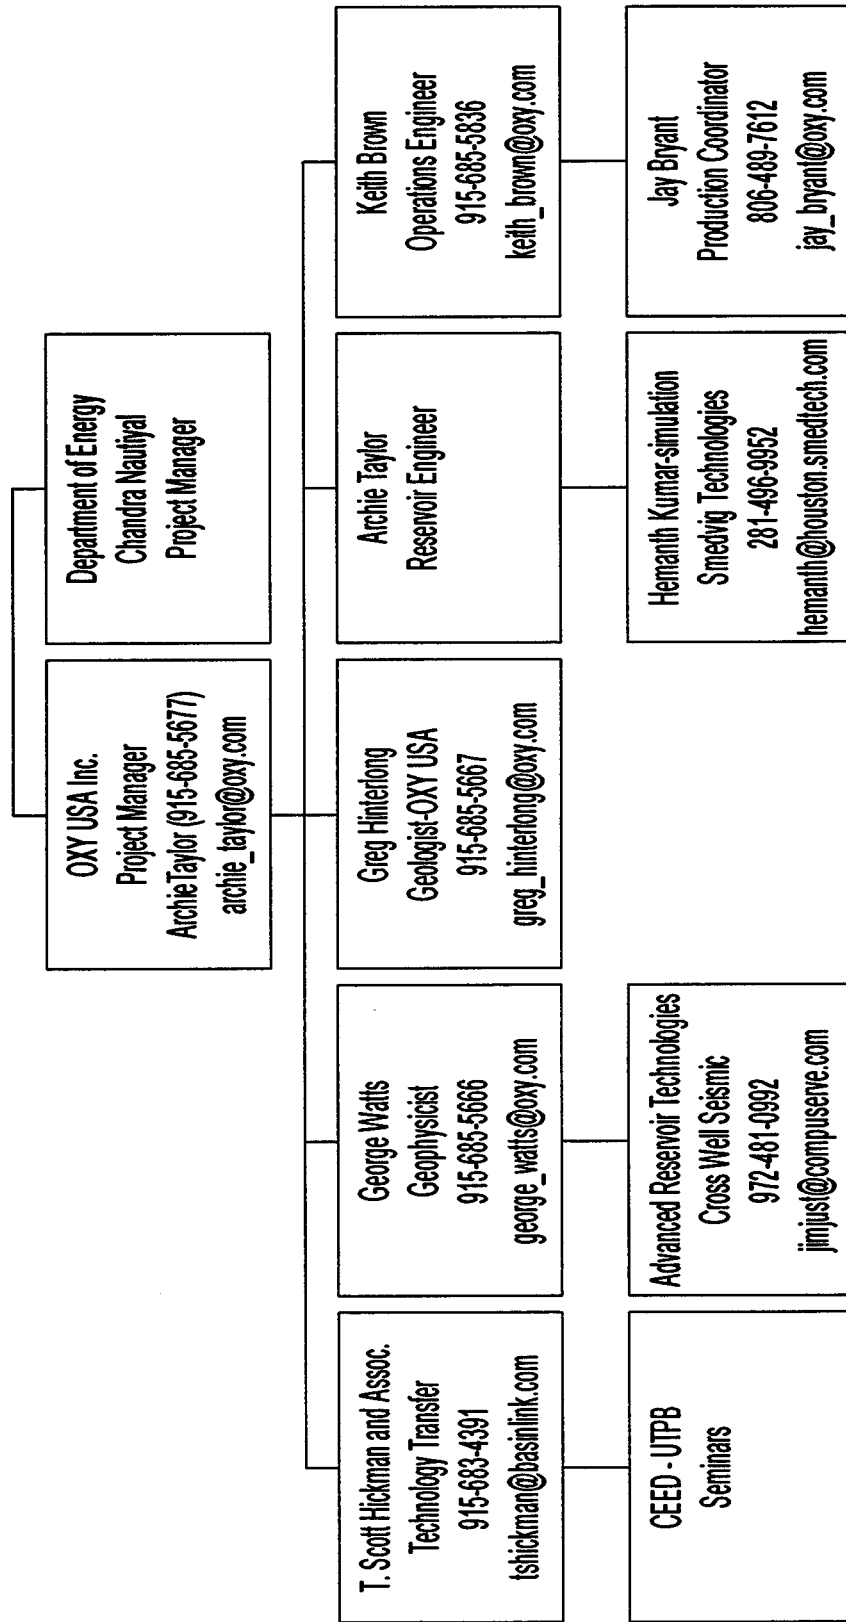 OXY USA Inc.
Project Manager
ArchieTaylor (915-685-5677)
archie_taylor@oxy.com
Department of Energy
Chandra Nautiyal
Project Manager
T. Scott Hickman and Assoc.
Technology Transfer
915-683-4391
tshickman@basinlink.com
George Watts
Geophysicist
915-685-5666
george_watts@oxy.com
Greg Hinterlong
Geologist-OXY USA
915-685-5667
greg_hinterlong@oxy.com
Archie Taylor
Reservoir Engineer
Keith Brown
Operations Engineer
915-685-5836
keith_brown@oxy.com
CEED - UTPB
Seminars
Advanced Reservoir Technologies
Cross Well Seismic
972-481-0992
jimjust@compuserve.com
Hemanth Kumar-simulation
Smedvig Technologies
281-496-9952
hemanth@houston.smedtech.com
Jay Bryant
Production Coordinator
806-489-7612
jay_bryant@oxy.com